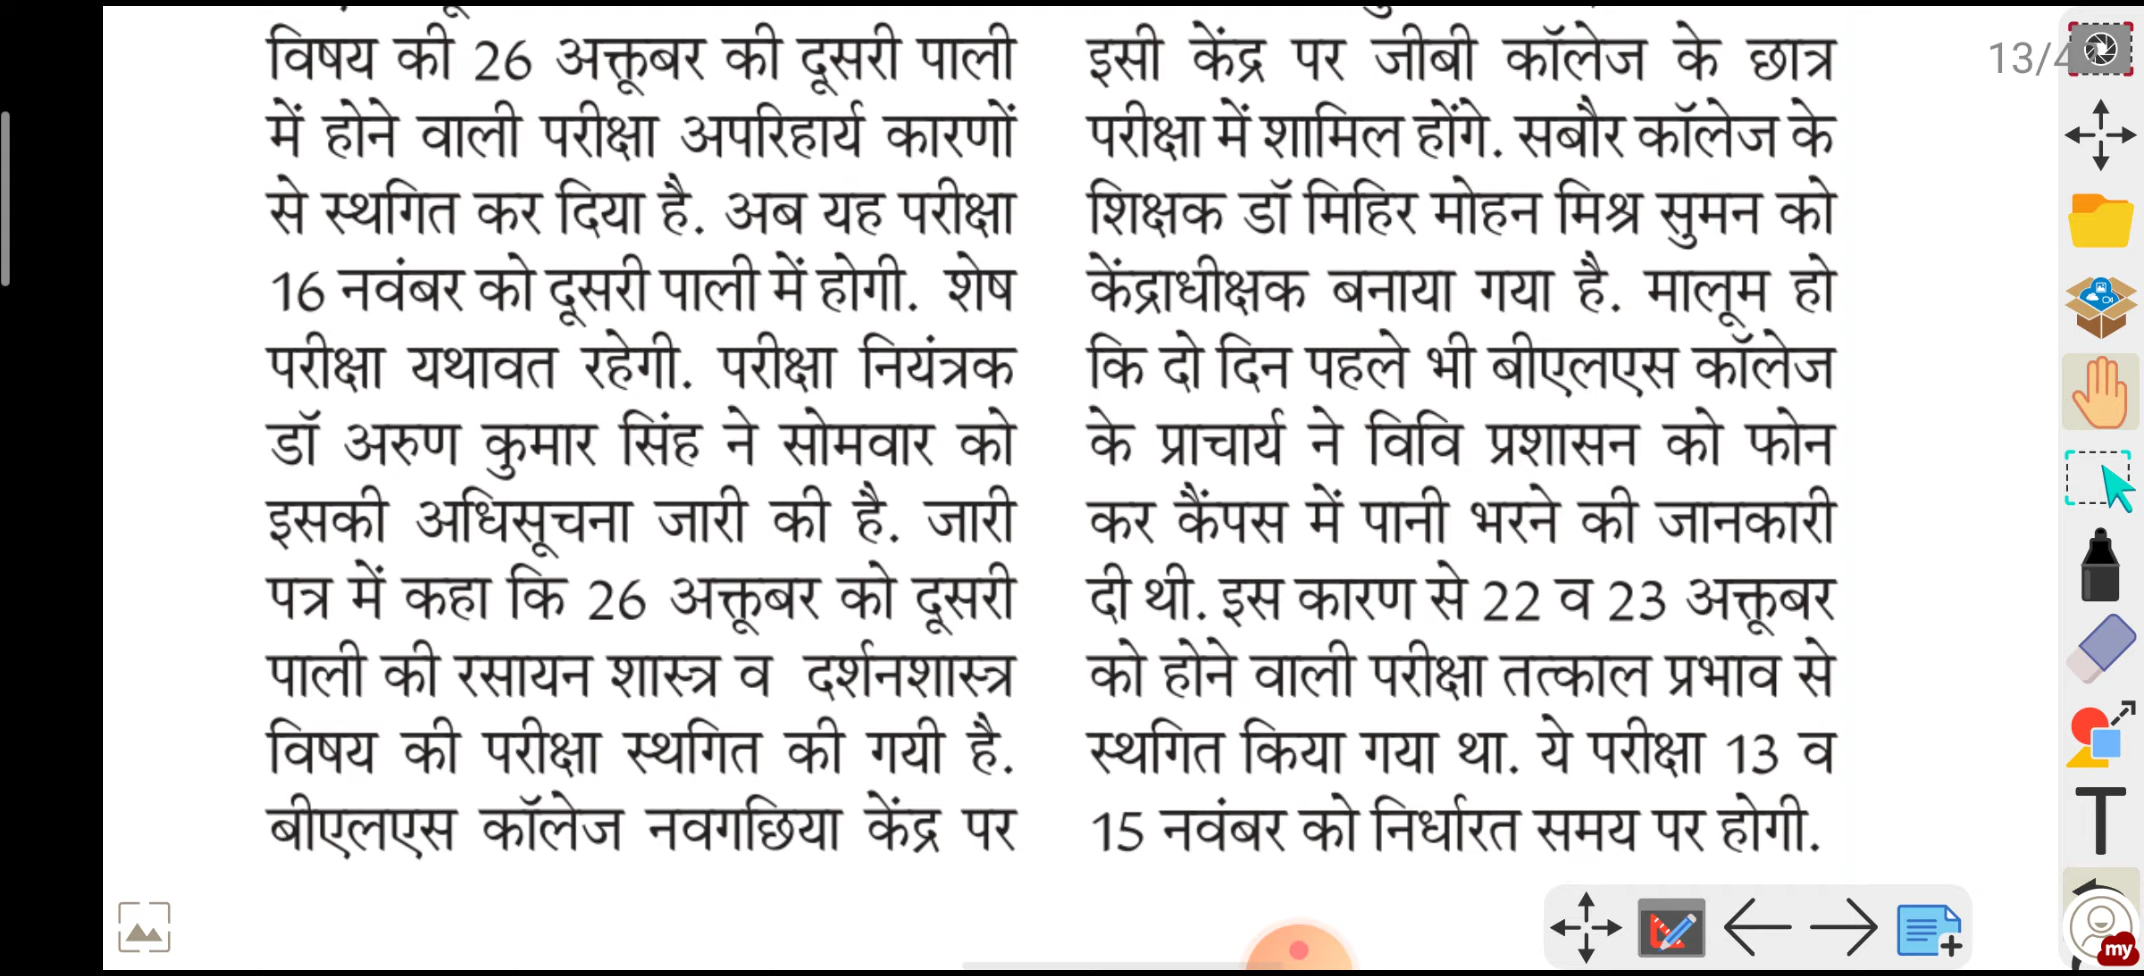 विषय की 26 अक्तूबर की दूसरी पाली
में होने वाली परीक्षा अपरिहार्य कारणों
से स्थगित कर दिया है. अब यह परीक्षा
16 नवंबर को दूसरी पाली में होगी. शेष
परीक्षा यथावत रहेगी. परीक्षा नियंत्रक
डॉ अरुण कुमार सिंह ने सोमवार को
इसकी अधिसूचना जारी की है. जारी
पत्र में कहा कि 26 अक्तूबर को दूसरी
पाली की रसायन शास्त्र व दर्शनशास्त्र
विषय की परीक्षा स्थगित की गयी है.
बीएलएस कॉलेज नवगछिया केंद्र पर
इसी केंद्र पर जीबी कॉलेज के छात्र
परीक्षा में शामिल होंगे. सबौर कॉलेज के
शिक्षक डॉ मिहिर मोहन मिश्र सुमन को
केंद्राधीक्षक बनाया गया है. मालूम हो
कि दो दिन पहले भी बीएलएस कॉलेज
के प्राचार्य ने विवि प्रशासन को फोन
कर कैंपस में पानी भरने की जानकारी
दी थी. इस कारण से 22 व 23 अक्तूबर
को होने वाली परीक्षा तत्काल प्रभाव से
स्थगित किया गया था. ये परीक्षा 13 व
15 नवंबर को निर्धारित समय पर होगी.
13/4
my